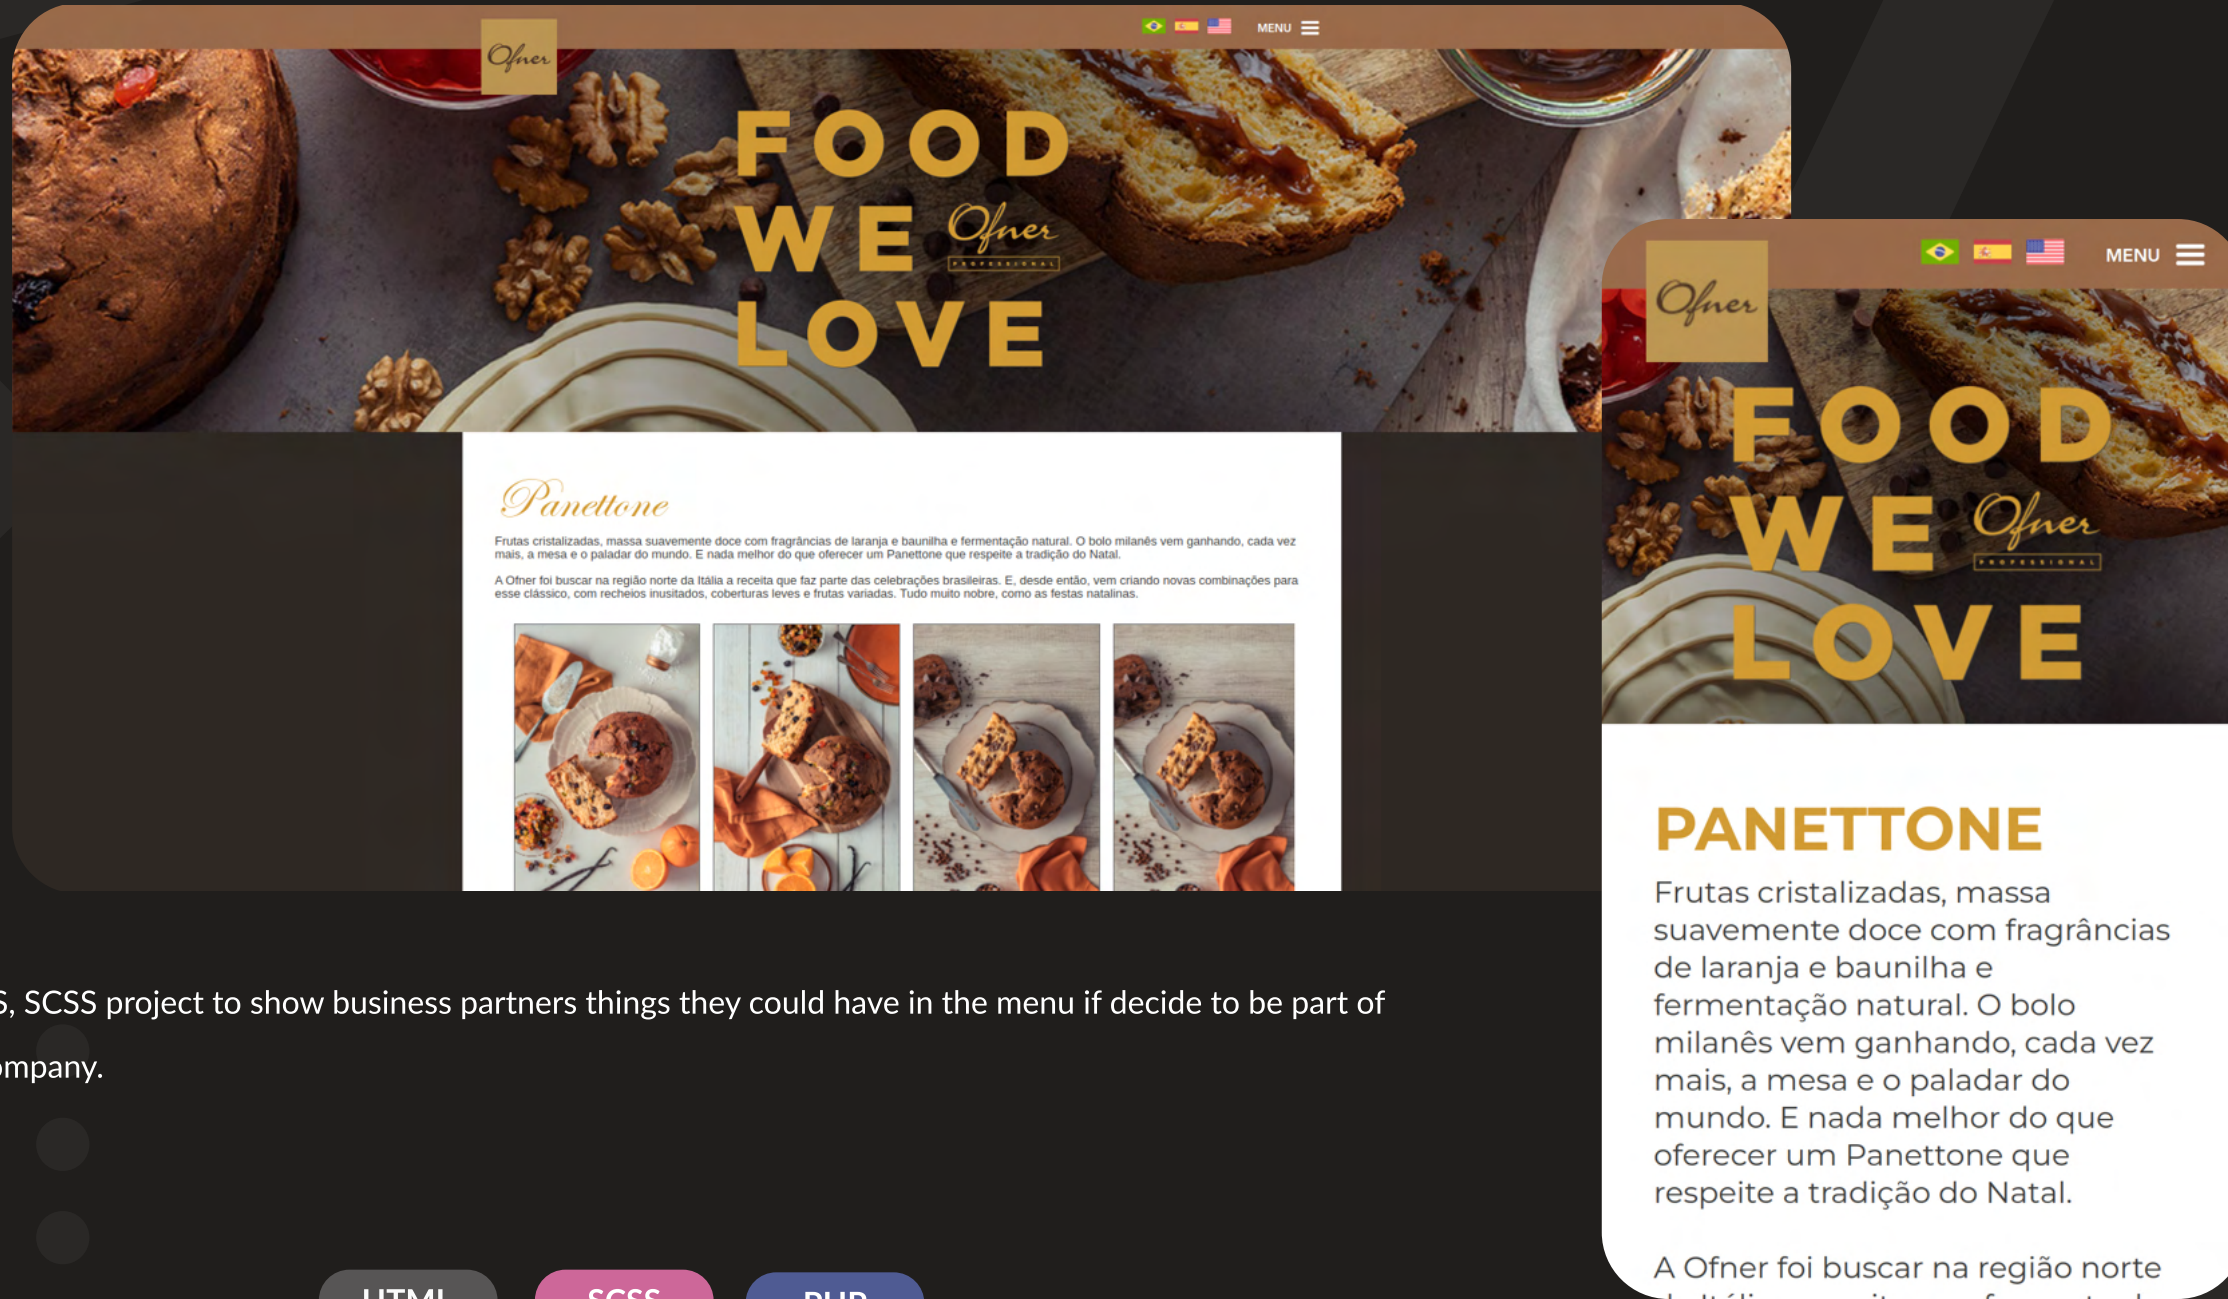 Ofner
MENU
FOOD
WE Ofner
PROFESSIONAL
LOVE
Panettone
Frutas cristalizadas, massa suavemente doce com fragrâncias de laranja e baunilha e fermentação natural. O bolo milanês vem ganhando, cada vez
mais, a mesa e o paladar do mundo. E nada melhor do que oferecer um Panettone que respeite a tradição do Natal.
A Ofner foi buscar na região norte da Itália a receita que faz parte das celebrações brasileiras. E, desde então, vem criando novas combinações para
esse clássico, com recheios inusitados, coberturas leves e frutas variadas. Tudo muito nobre, como as festas natalinas.
Ofner
MENU
FOOD
WE Ofner
PROFESSIONAL
LOVE
PANETTONE
Frutas cristalizadas, massa
suavemente doce com fragrâncias
de laranja e baunilha e
fermentação natural. O bolo
milanês vem ganhando, cada vez
mais, a mesa e o paladar do
mundo. E nada melhor do que
oferecer um Panettone que
respeite a tradição do Natal.
A Ofner foi buscar na região norte
S, SCSS project to show business partners things they could have in the menu if decide to be part of
ompany.
HTML
SCSS
PHP